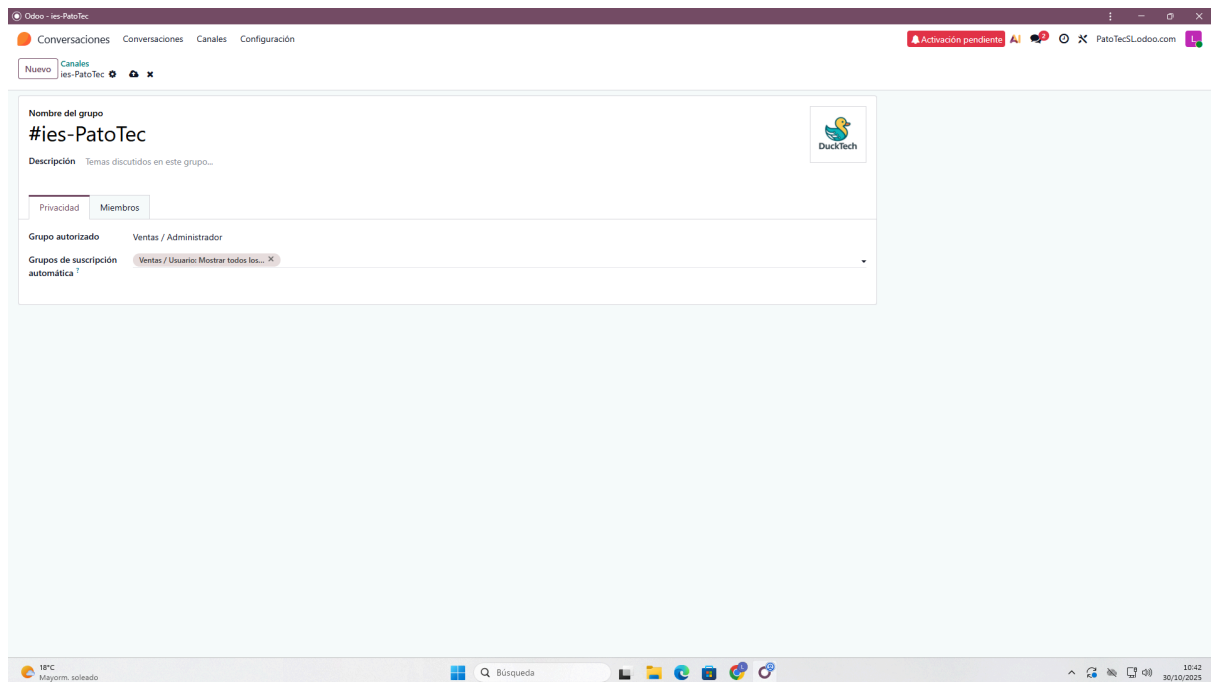 Odoo - ies-PatoTec
Conversaciones Conversaciones Canales Configuración
Activación pendiente AI 2 PatoTecSLodoo.com L
Nuevo Canales
ies-PatoTec
Nombre del grupo
#ies-PatoTec
DuckTech
Descripción Temas discutidos en este grupo...
Privacidad Miembros
Grupo autorizado Ventas / Administrador
Grupos de suscripción automática ? Ventas / Usuario: Mostrar todos los... ×
18°C
Mayorm. soleado
Búsqueda
10:42
30/10/2025